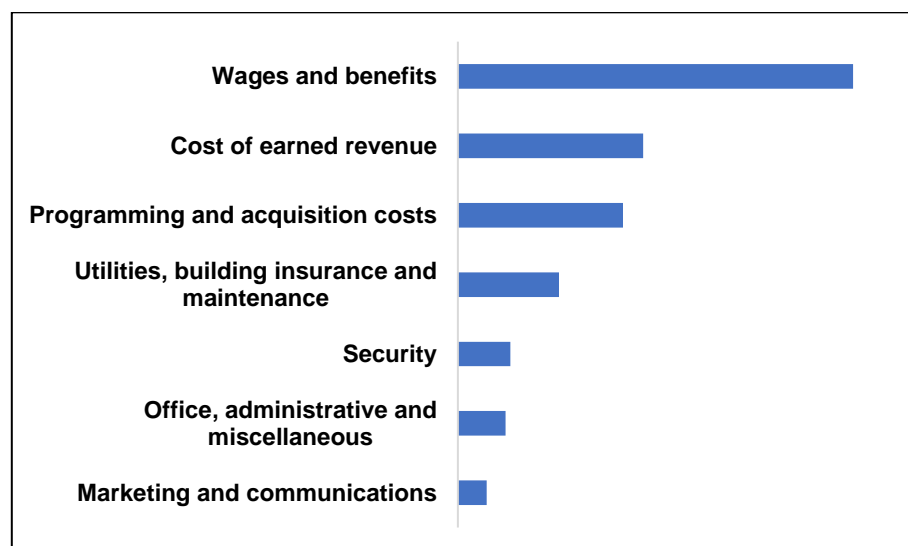 Wages and benefits
Cost of earned revenue
Programming and acquisition costs
Utilities, building insurance and
maintenance
Security
Office, administrative and
miscellaneous
Marketing and communications